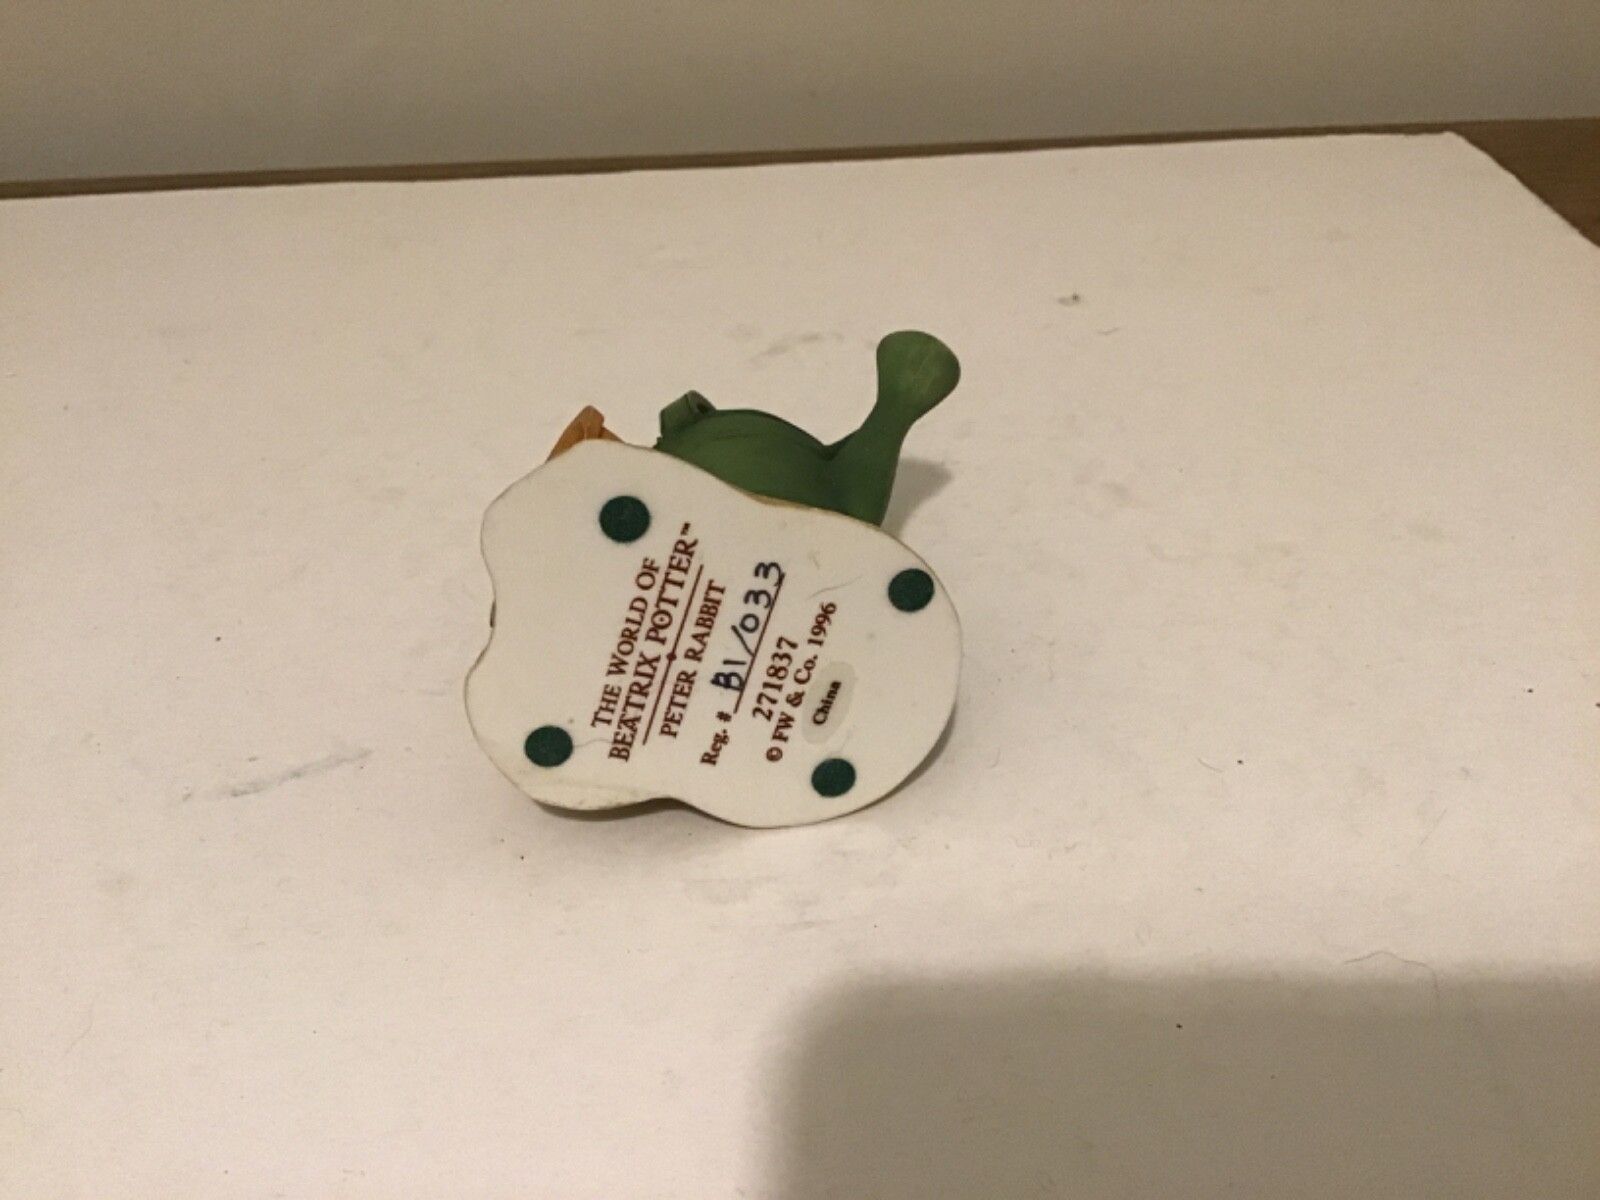 THE WORLD OF
BEATRIX POTTER™
PETER RABBIT
Reg. # B1/033
271837
© FW & Co. 1996
China